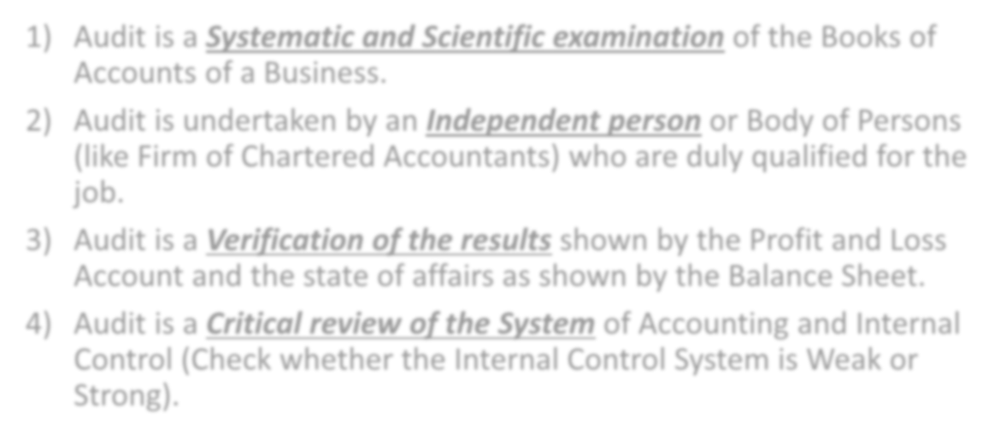 1) Audit is a Systematic and Scientific examination of the Books of
Accounts of a Business.
2) Audit is undertaken by an Independent person or Body of Persons
(like Firm of Chartered Accountants) who are duly qualified for the
job.
3) Audit is a Verification of the results shown by the Profit and Loss
Account and the state of affairs as shown by the Balance Sheet.
4) Audit is a Critical review of the System of Accounting and Internal
Control (Check whether the Internal Control System is Weak or
Strong).